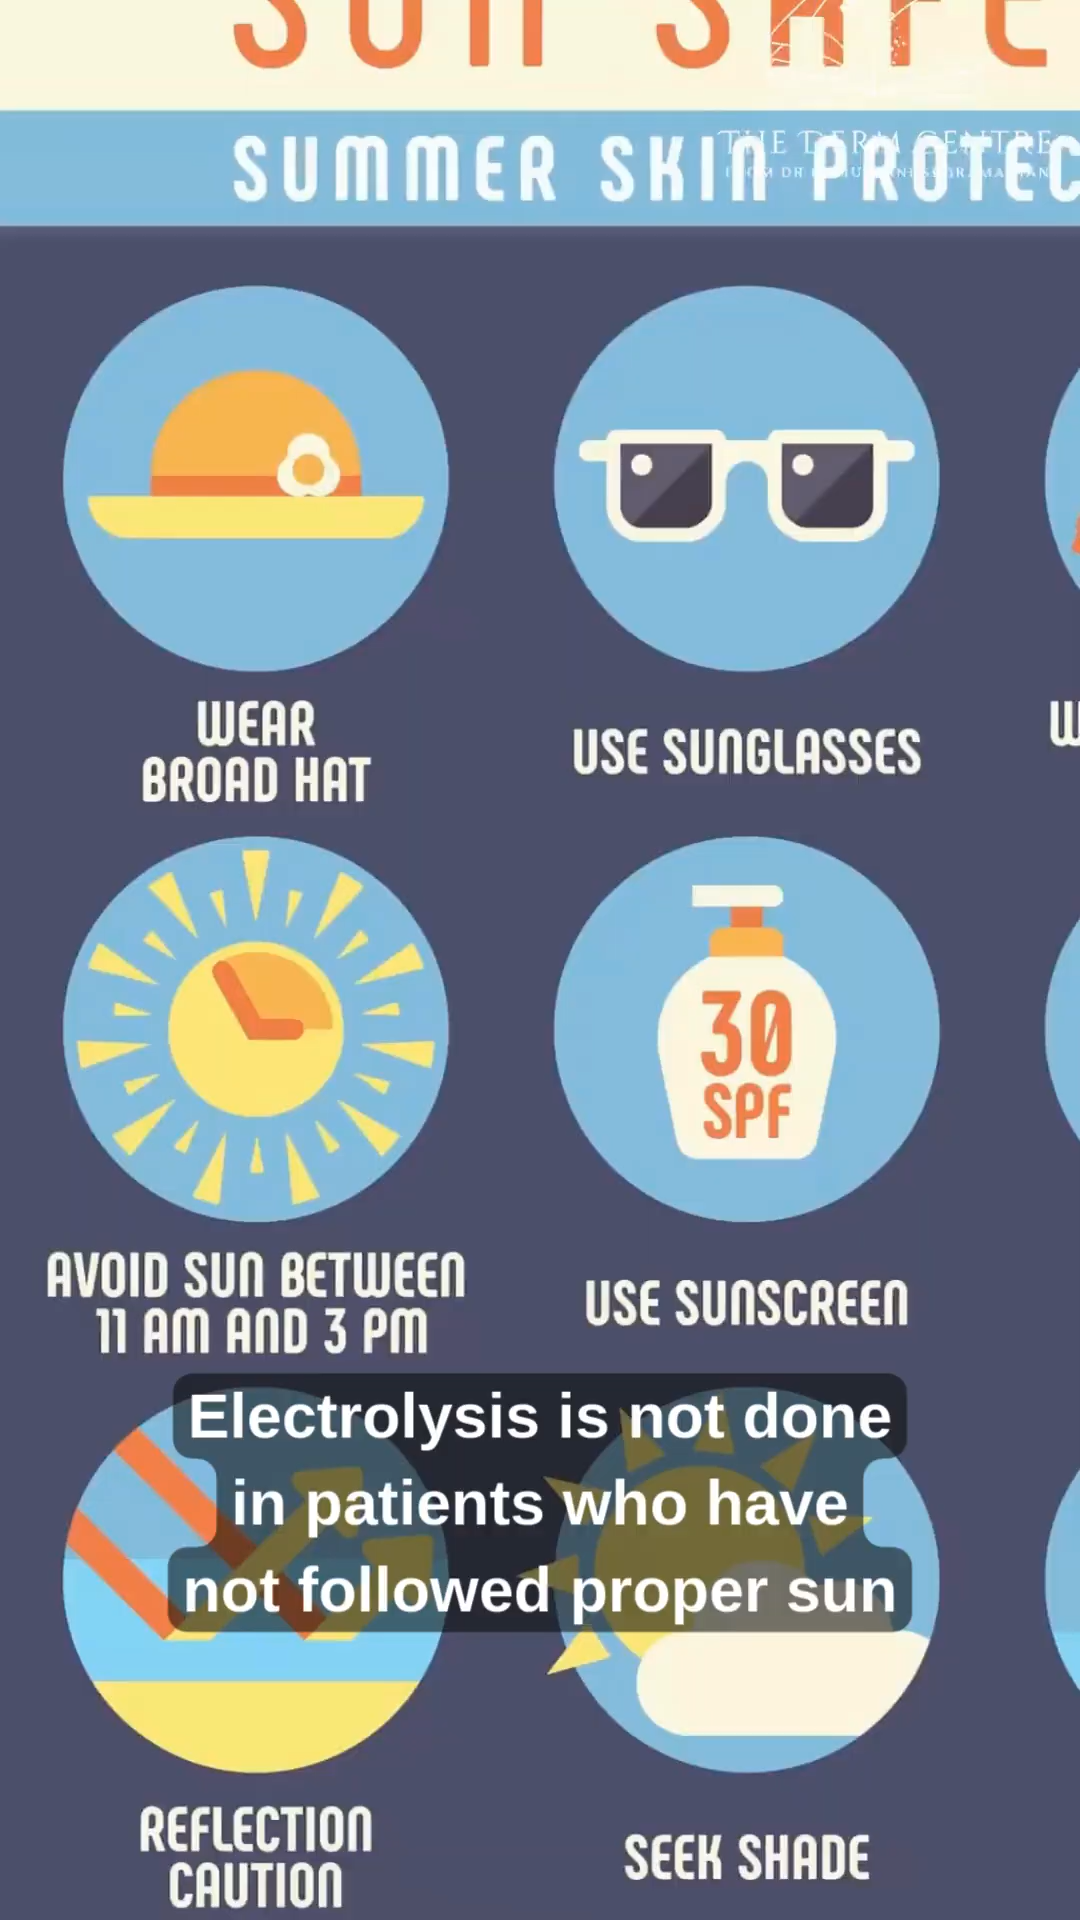 SUN SAFE
THE DERM CENTRE
SUMMER SKIN PROTEC
WEAR
BROAD HAT
USE SUNGLASSES
W
30
SPF
AVOID SUN BETWEEN
11 AM AND 3 PM
USE SUNSCREEN
Electrolysis is not done
in patients who have
not followed proper sun
REFLECTION
CAUTION
SEEK SHADE